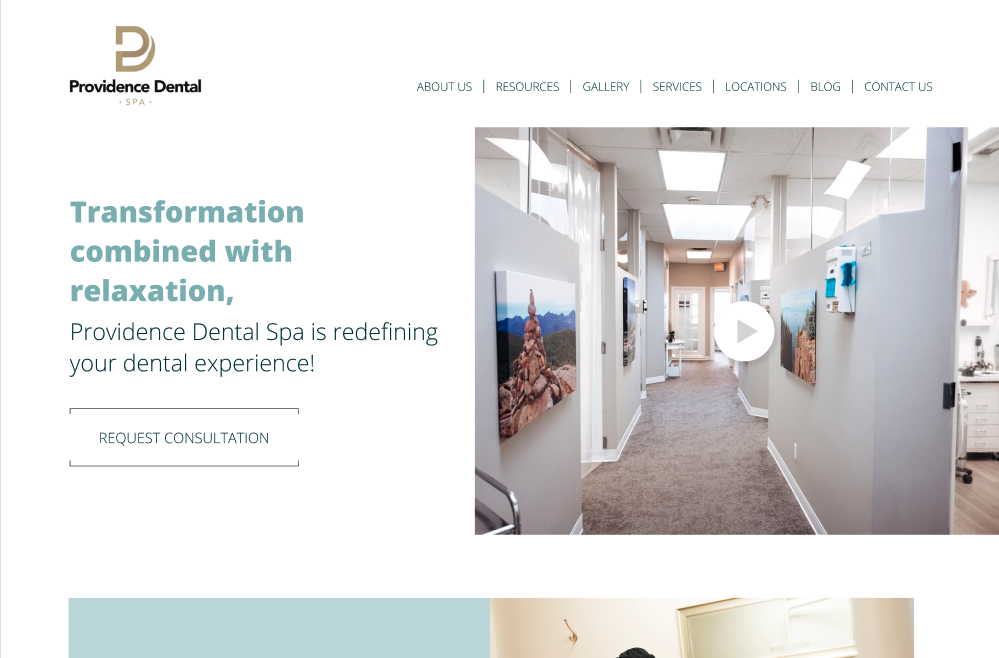 Providence Dental
• SPA •
ABOUT US | RESOURCES | GALLERY | SERVICES | LOCATIONS | BLOG | CONTACT US
Transformation
combined with
relaxation,
Providence Dental Spa is redefining
your dental experience!
REQUEST CONSULTATION